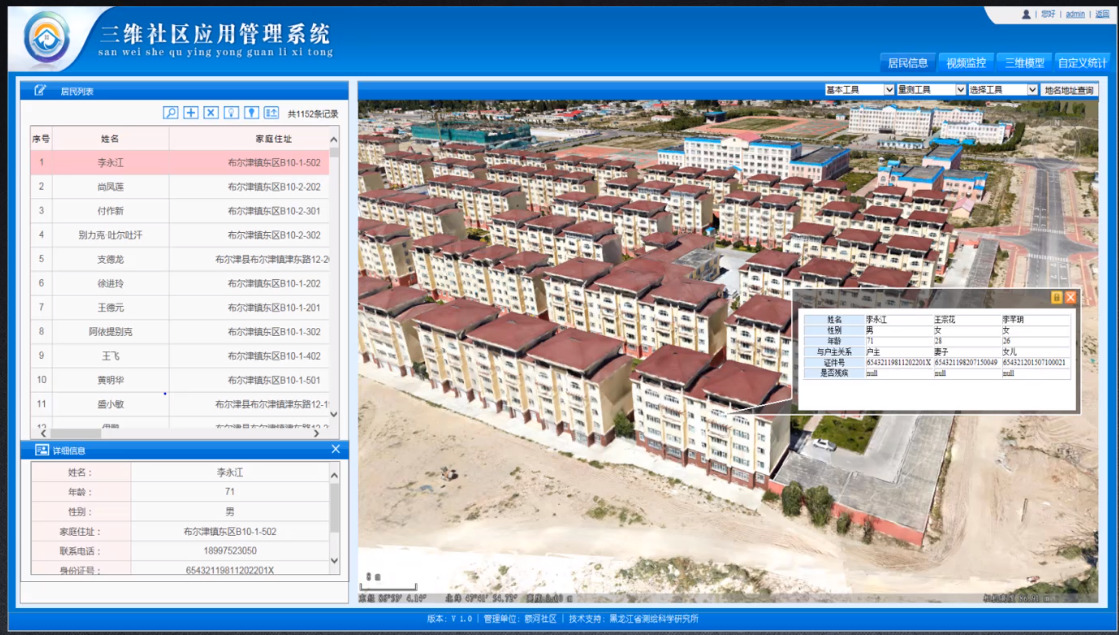 您好 | admin | 返回
三维社区应用管理系统
san wei she qu ying yong guan li xi tong
居民信息 视频监控 三维模型 自定义统计
居民列表
基本工具 量测工具 选择工具 地名地址查询
共1152条记录
序号 姓名 家庭住址
1 李永江 布尔津镇东区B10-1-502
2 尚凤莲 布尔津镇东区B10-2-202
3 付作新 布尔津镇东区B10-2-301
4 别力克 吐尔吐汗 布尔津镇东区B10-2-302
5 支德龙 布尔津县布尔津镇津东路12-2
6 徐进玲 布尔津镇东区B10-1-202
7 王德元 布尔津镇东区B10-1-201
8 阿依提别克 布尔津镇东区B10-1-302
9 王飞 布尔津镇东区B10-1-402
10 黄明华 布尔津镇东区B10-1-501
11 盛小敏 布尔津县布尔津镇津东路12-1
姓名 李永江 王宗花 李芊玥
性别 男 女 女
年龄 71 28 26
与户主关系 户主 妻子 女儿
证件号 65432119811202201X 654321198207150049 654321201507100021
是否残疾 null null null
详细信息
姓名: 李永江
年龄: 71
性别: 男
家庭住址: 布尔津镇东区B10-1-502
联系电话: 18997523050
身份证号: 65432119811202201X
版本: V 1.0 | 管理单位: 额河社区 | 技术支持: 黑龙江省测绘科学研究所